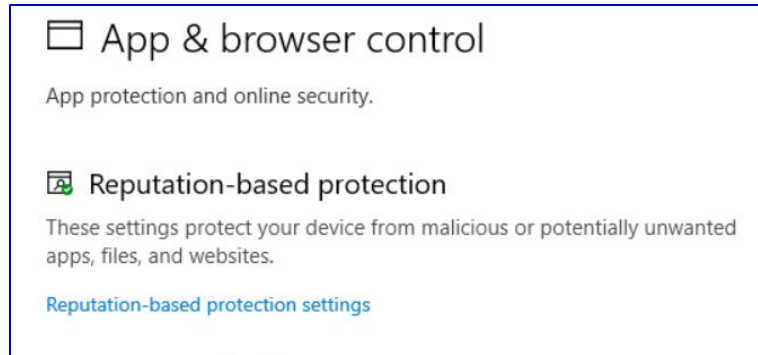 App & browser control
App protection and online security.
Reputation-based protection
These settings protect your device from malicious or potentially unwanted
apps, files, and websites.
Reputation-based protection settings